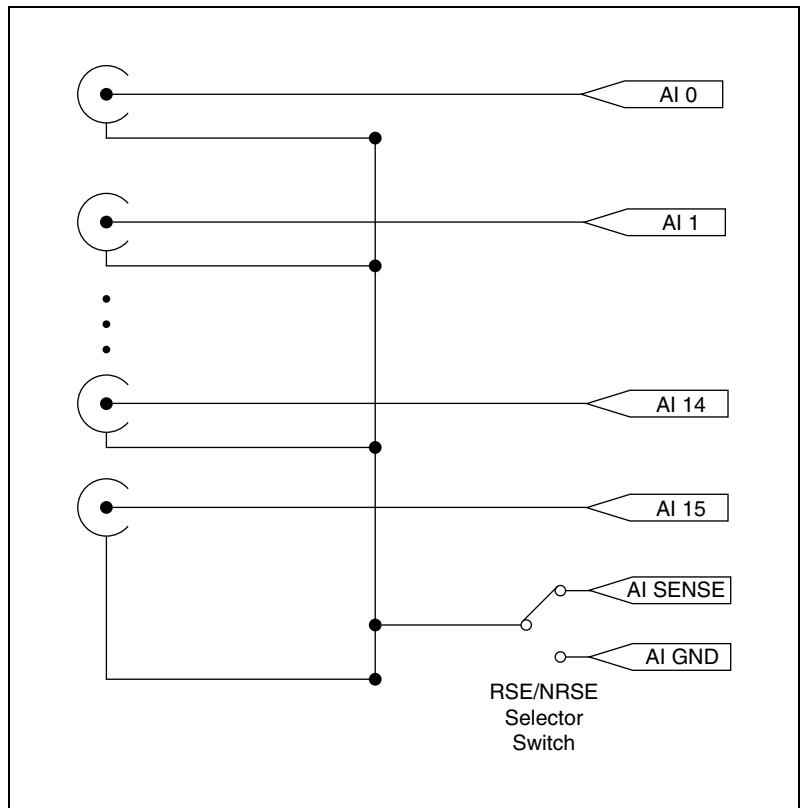 AI 0
AI 1
AI 14
AI 15
AI SENSE
AI GND
RSE/NRSE
Selector
Switch